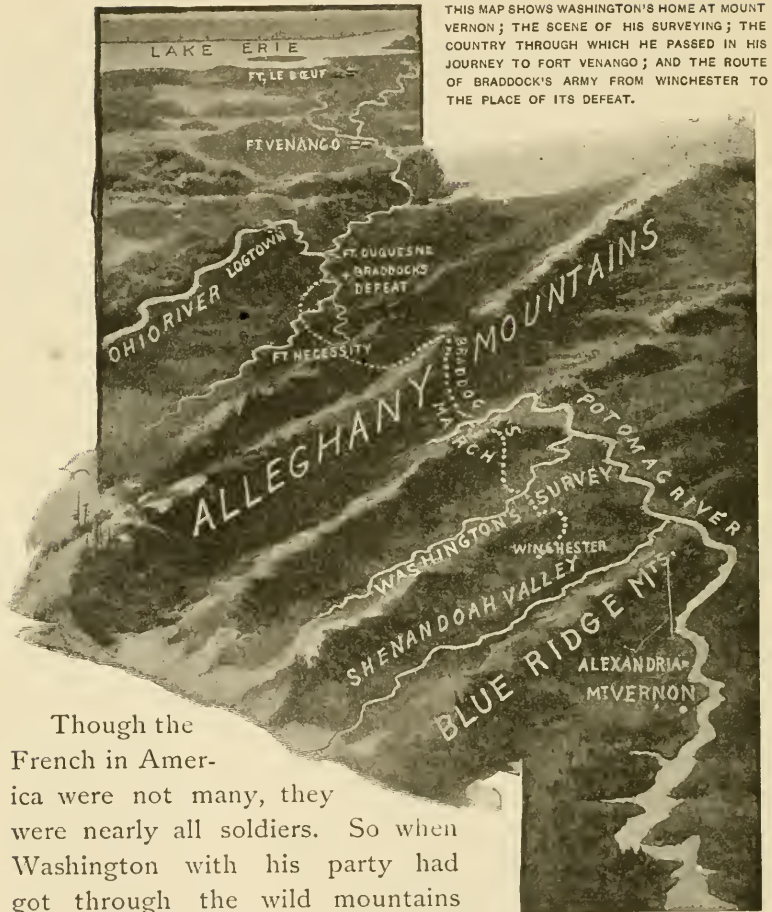 THIS MAP SHOWS WASHINGTON'S HOME AT MOUNT
VERNON; THE SCENE OF HIS SURVEYING; THE
COUNTRY THROUGH WHICH HE PASSED IN HIS
JOURNEY TO FORT VENANGO; AND THE ROUTE
OF BRADDOCK'S ARMY FROM WINCHESTER TO
THE PLACE OF ITS DEFEAT.
LAKE ERIE
FT. LE BŒUF
FT VENANGO
LOGTOWN
OHIO RIVER
FT. DUQUESNE
+ BRADDOCKS
DEFEAT
FT NECESSITY
ALLEGHANY MOUNTAINS
BRADDOCKS
MARCH
POTOMAC RIVER
WASHINGTON'S SURVEY
WINCHESTER
SHENANDOAH VALLEY
BLUE RIDGE MTS.
ALEXANDRIA
MT VERNON
Though the
French in Amer-
ica were not many, they
were nearly all soldiers. So when
Washington with his party had
got through the wild mountains